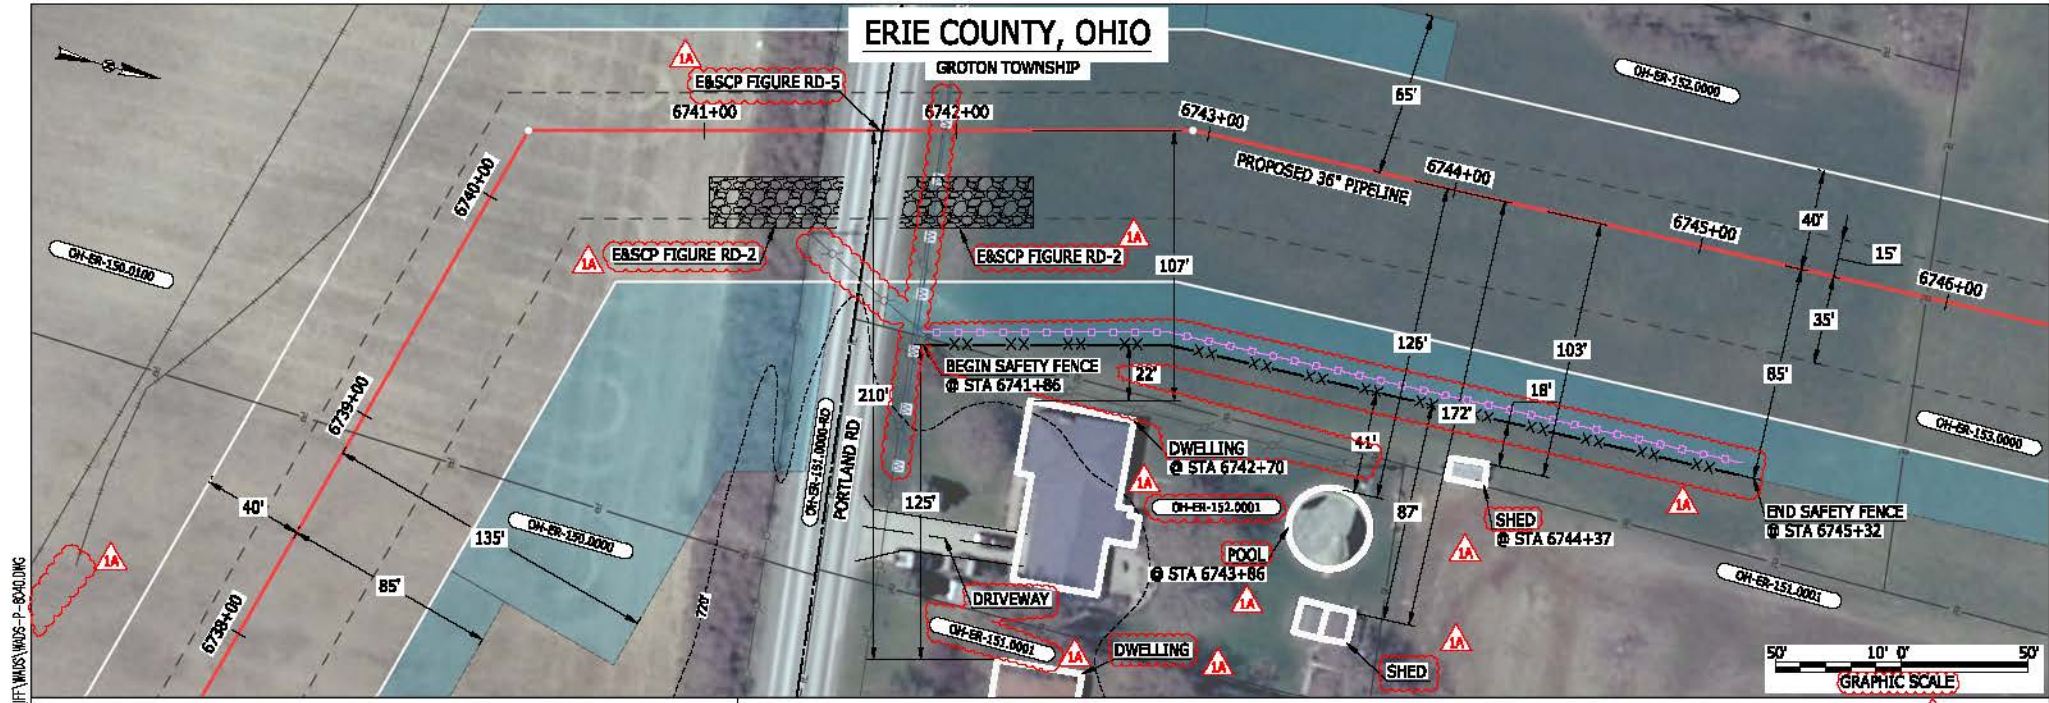 ERIE COUNTY, OHIO
GROTON TOWNSHIP
1A
E&SCP FIGURE RD-5
6741+00
6742+00
6743+00
65'
OH-ER-152.0000
PROPOSED 36" PIPELINE
6744+00
6745+00
6746+00
40'
15'
35'
6740+00
OH-ER-150.0100
1A
E&SCP FIGURE RD-2
E&SCP FIGURE RD-2
1A
107'
126'
103'
85'
W
W
W
W
W
W
BEGIN SAFETY FENCE
@ STA 6741+86
22'
18'
172'
41'
210'
6739+00
OH-ER-153.0000
DWELLING
@ STA 6742+70
1A
OH-ER-152.0001
87'
125'
OH-ER-151.0000-RD
PORTLAND RD
40'
135'
OH-ER-150.0000
85'
1A
6738+00
720'
POOL
@ STA 6743+86
1A
SHED
@ STA 6744+37
1A
1A
END SAFETY FENCE
@ STA 6745+32
OH-ER-151.0001
DRIVEWAY
OH-ER-151.0001
1A
DWELLING
1A
SHED
1A
50' 10' 0' 50'
GRAPHIC SCALE
IFF\WADS\WADS-P-8040.DWG